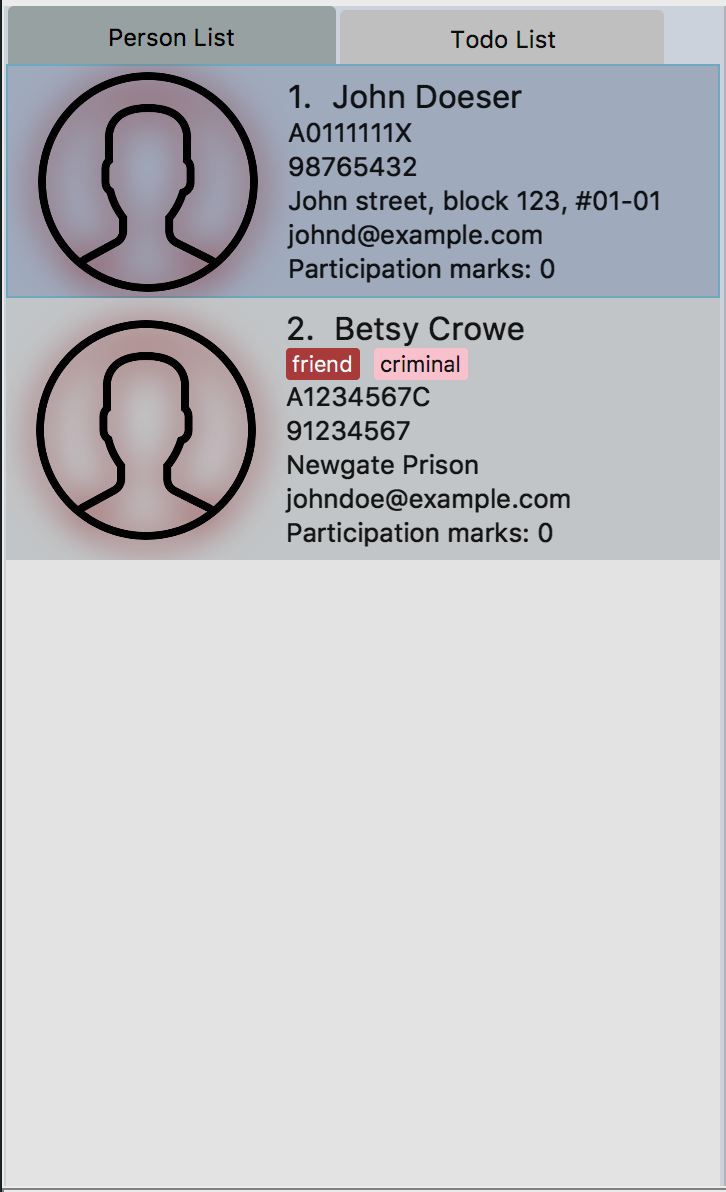 Person List
Todo List
1. John Doeser
A0111111X
98765432
John street, block 123, #01-01
johnd@example.com
Participation marks: 0
2. Betsy Crowe
friend criminal
A1234567C
91234567
Newgate Prison
johndoe@example.com
Participation marks: 0